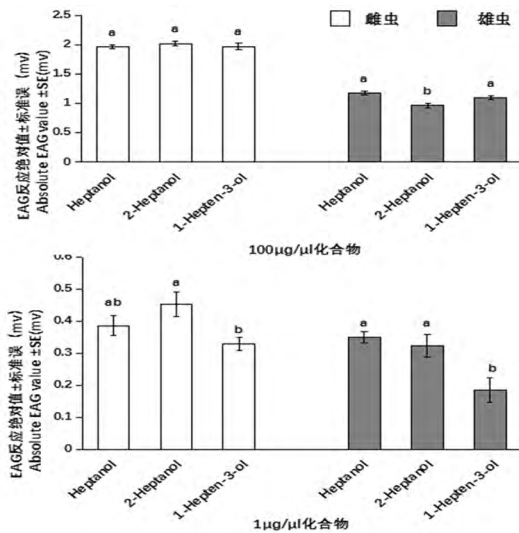 雌虫 雄虫
EAG反应绝对值±标准误（mv）
Absolute EAG value ±SE(mv)
2.5
2
1.5
1
0.5
0
a a a a b a
Heptanol 2-Heptanol 1-Hepten-3-ol Heptanol 2-Heptanol 1-Hepten-3-ol
100μg/μl化合物
EAG反应绝对值±标准误（mv）
Absolute EAG value ±SE(mv)
0.6
0.5
0.4
0.3
0.2
0.1
0
ab a b a a b
Heptanol 2-Heptanol 1-Hepten-3-ol Heptanol 2-Heptanol 1-Hepten-3-ol
1μg/μl化合物